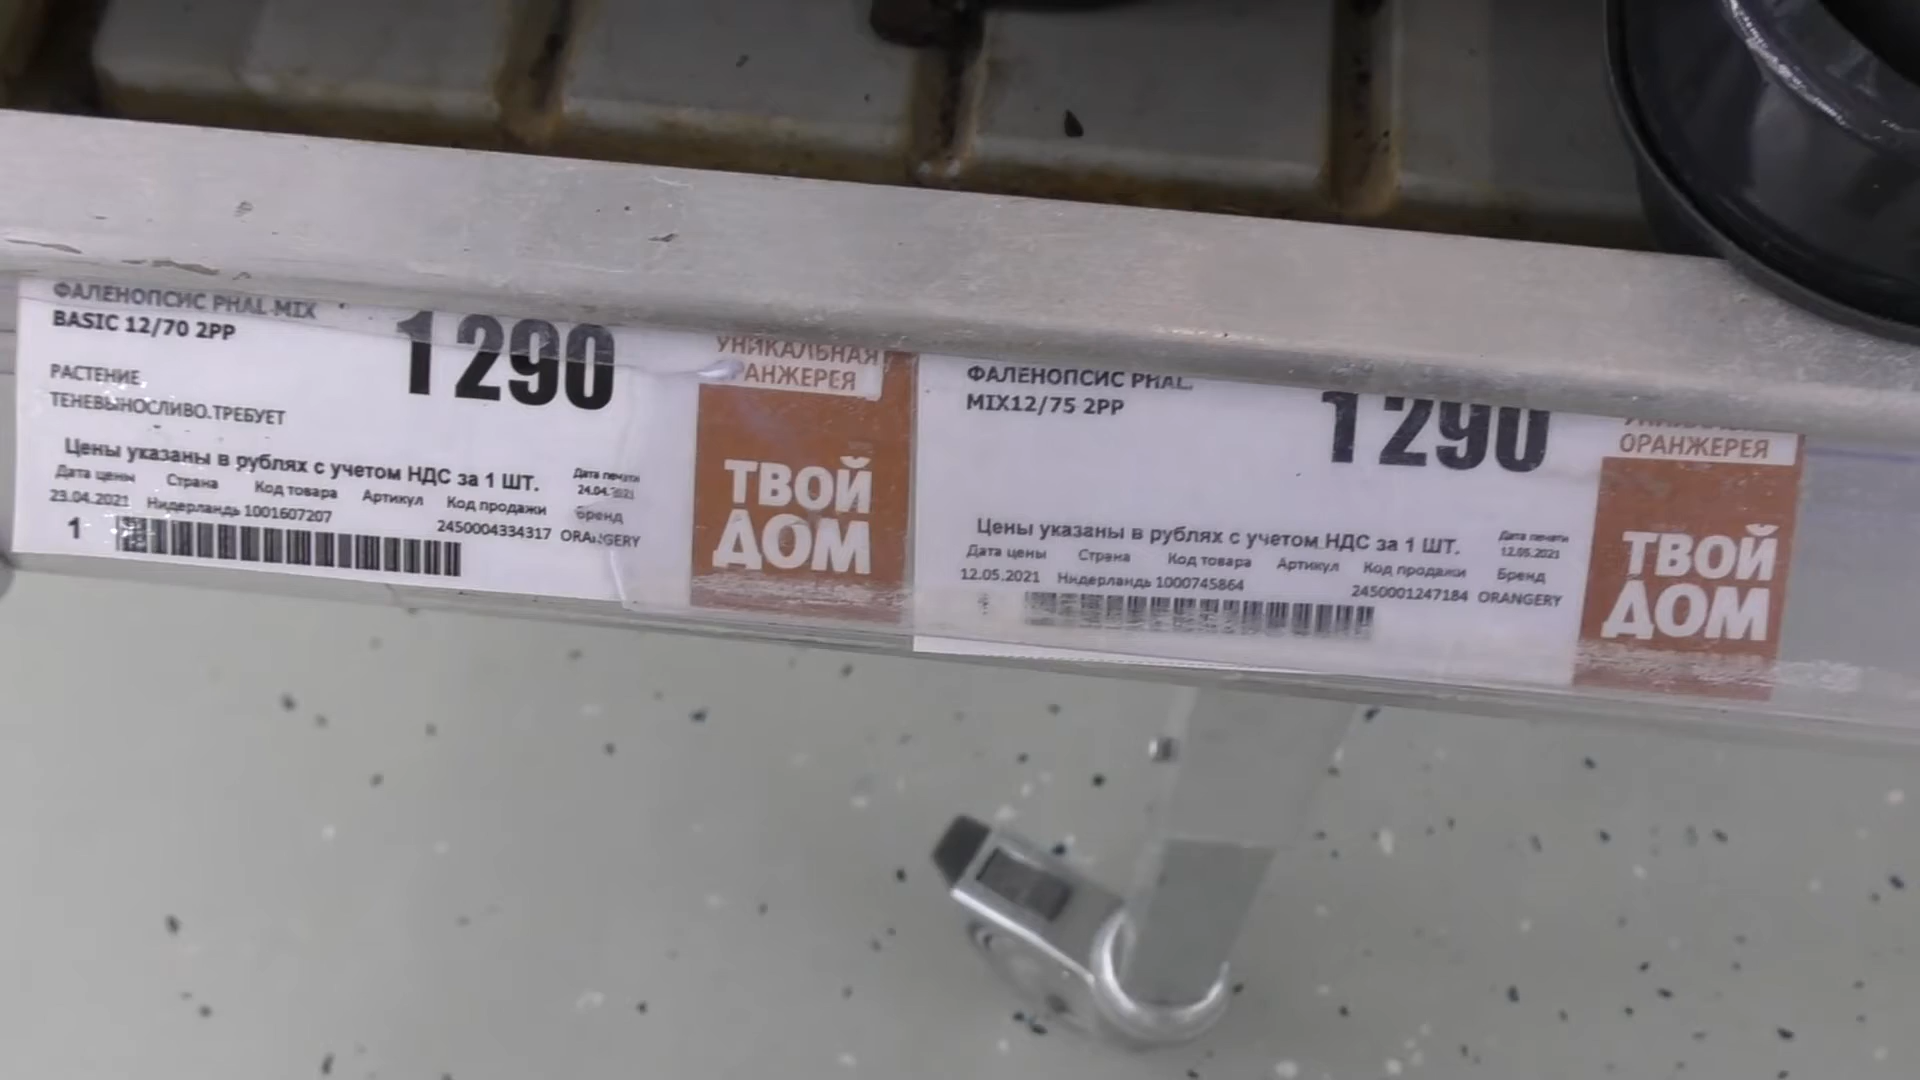 ФАЛЕНОПСИС PHAL MIX
BASIC 12/70 2PP
1290
РАСТЕНИЕ,
ТЕНЕВЫНОСЛИВО.ТРЕБУЕТ
Цены указаны в рублях с учетом НДС за 1 ШТ.
Дата цены Страна Код товара Артикул Код продажи Бренд
Дата печати
24.04.2021
23.04.2021 Нидерландь 1001607207 2450004334317 ORANGERY
1
УНИКАЛЬНАЯ
ОРАНЖЕРЕЯ
ТВОЙ
ДОМ
ФАЛЕНОПСИС PHAL.
MIX12/75 2PP
1290
Цены указаны в рублях с учетом НДС за 1 ШТ.
Дата цены Страна Код товара Артикул Код продажи Бренд
Дата печати
12.05.2021
12.05.2021 Нидерландь 1000745864 2450001247184 ORANGERY
ОРАНЖЕРЕЯ
ТВОЙ
ДОМ